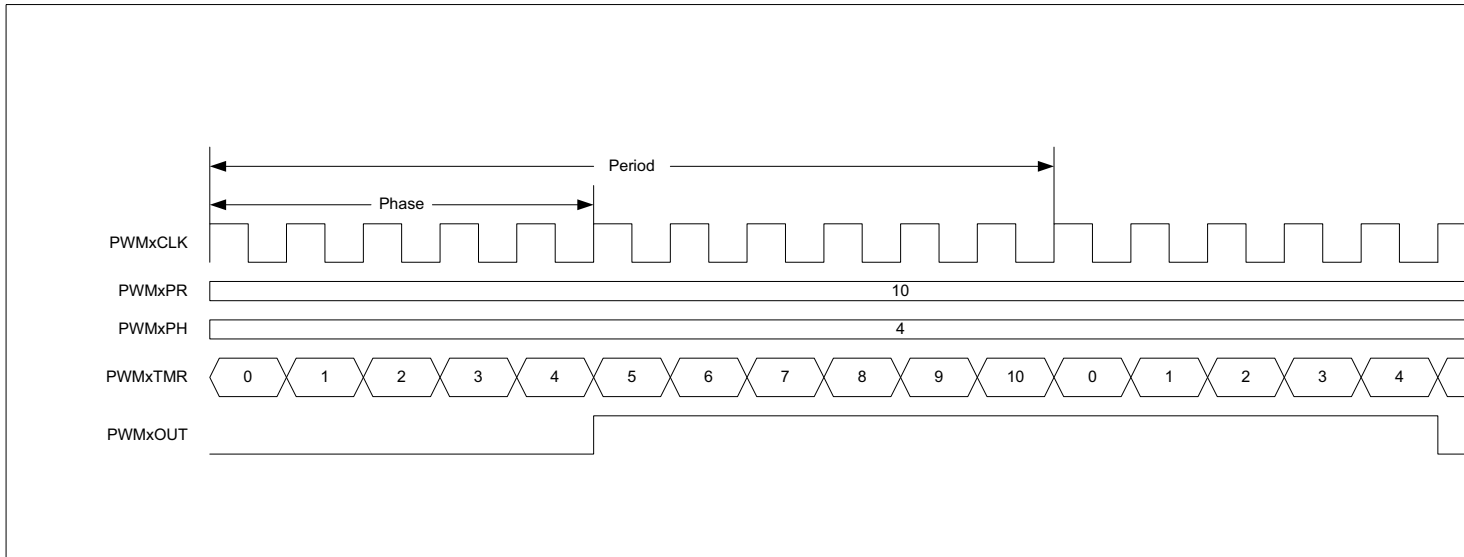 Period
Phase
PWMxCLK
PWMxPR 10
PWMxPH 4
PWMxTMR 0 1 2 3 4 5 6 7 8 9 10 0 1 2 3 4
PWMxOUT